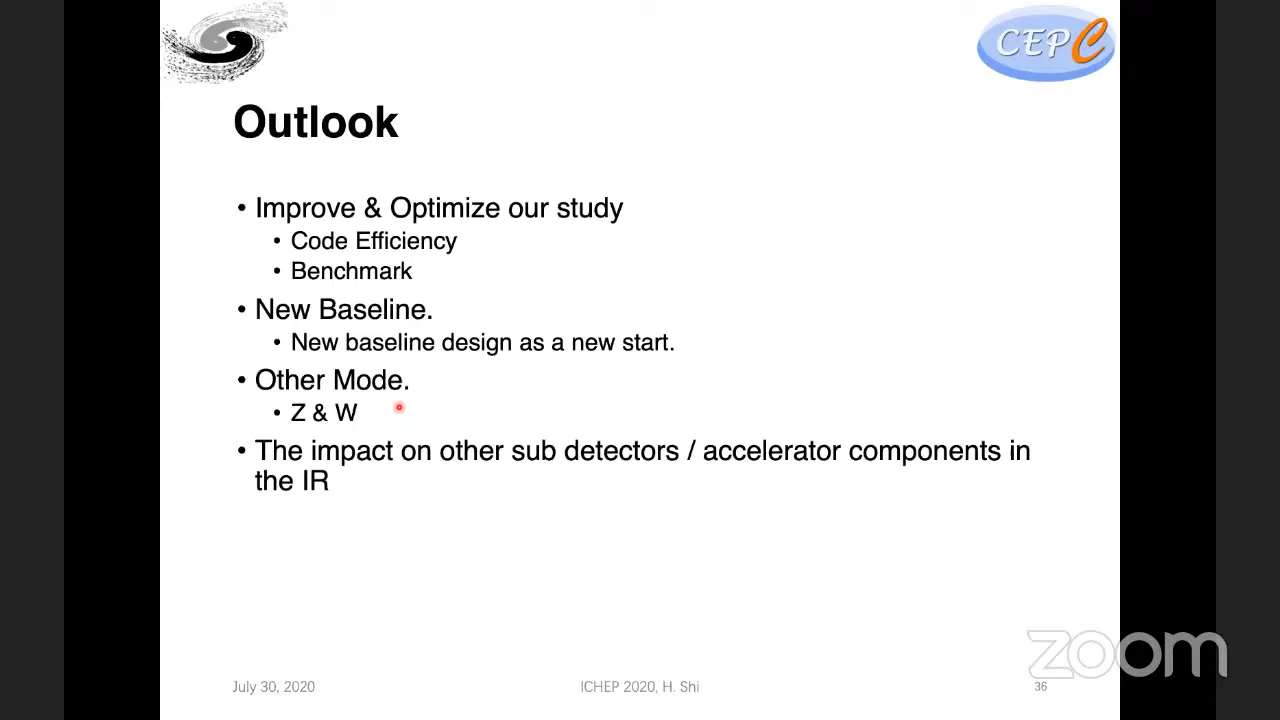 CEPC
Outlook
• Improve & Optimize our study
• Code Efficiency
• Benchmark
• New Baseline.
• New baseline design as a new start.
• Other Mode.
• Z & W
• The impact on other sub detectors / accelerator components in
the IR
zoom
July 30, 2020
ICHEP 2020, H. Shi
36